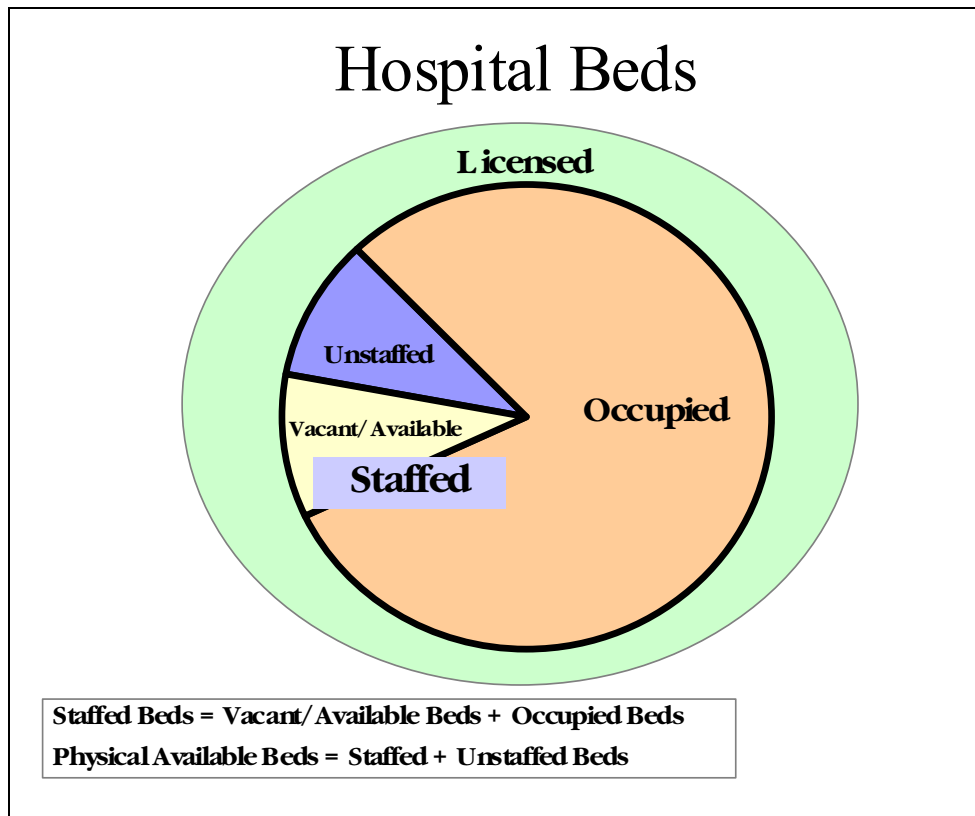 Hospital Beds
Licensed
Unstaffed
Occupied
Vacant/Available
Staffed
Staffed Beds = Vacant/Available Beds + Occupied Beds
Physical Available Beds = Staffed + Unstaffed Beds